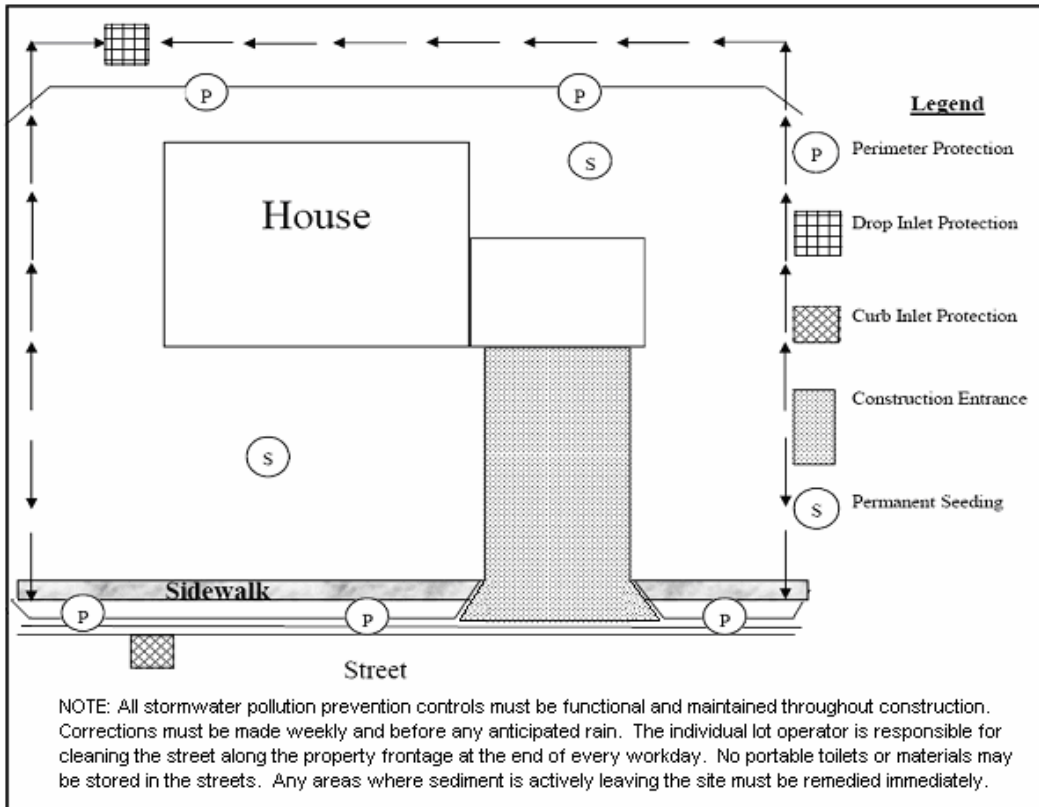 P
P
Legend
P Perimeter Protection
S
House
Drop Inlet Protection
Curb Inlet Protection
Construction Entrance
S
S Permanent Seeding
Sidewalk
P
P
P
Street
NOTE: All stormwater pollution prevention controls must be functional and maintained throughout construction.
Corrections must be made weekly and before any anticipated rain. The individual lot operator is responsible for
cleaning the street along the property frontage at the end of every workday. No portable toilets or materials may
be stored in the streets. Any areas where sediment is actively leaving the site must be remedied immediately.